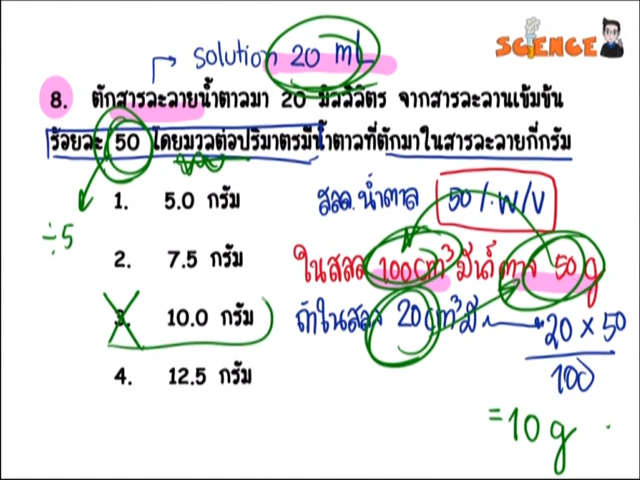 solution 20 mL
SCIENCE
8. ตักสารละลายน้ำตาลมา 20 มิลลิลิตร จากสารละลานเข้มข้น
ร้อยละ 50 โดยมวลต่อปริมาตรมีน้ำตาลที่ตักมาในสารละลายกี่กรัม
1. 5.0 กรัม
สลล. น้ำตาล 50%. W/V
÷5
2. 7.5 กรัม
ในสลล 100 cm³ มีน้ำตาล 50 g
3. 10.0 กรัม
ถ้าในสลล 20 cm³ มี 20 x 50
100
4. 12.5 กรัม
= 10 g